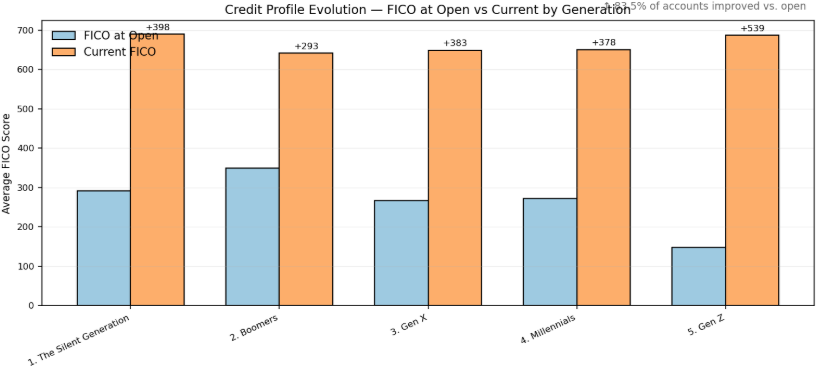 Credit Profile Evolution — FICO at Open vs Current by Generation
83.5% of accounts improved vs. open
FICO at Open
Current FICO
+398
+293
+383
+378
+539
Average FICO Score
700
600
500
400
300
200
100
0
1. The Silent Generation
2. Boomers
3. Gen X
4. Millennials
5. Gen Z